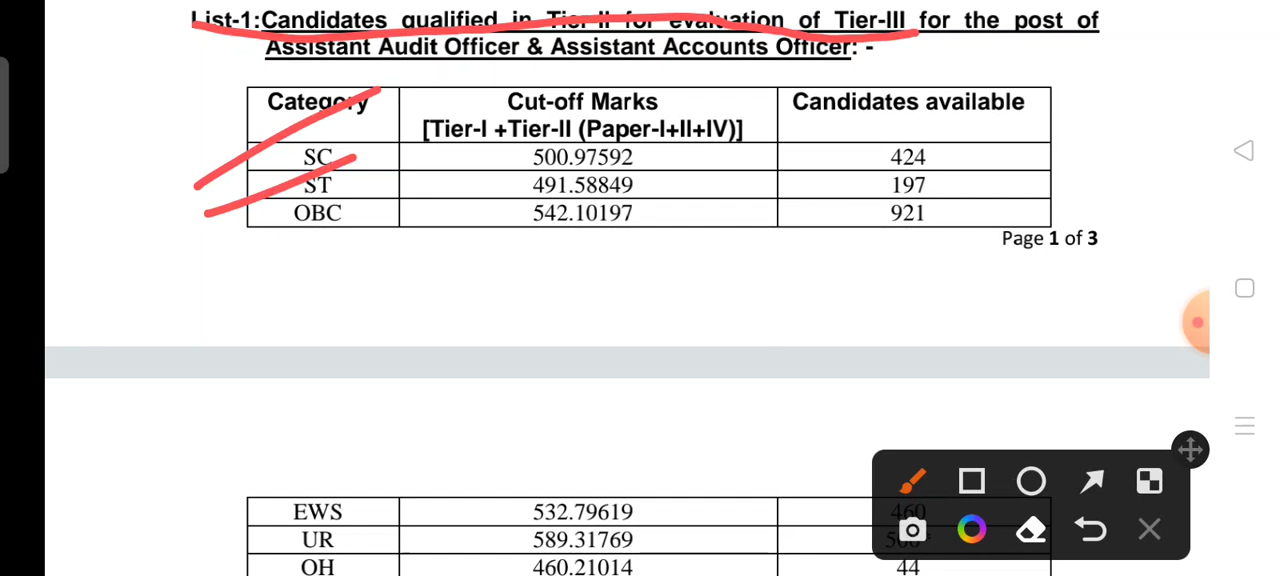 List-1:Candidates qualified in Tier-II for evaluation of Tier-III for the post of
Assistant Audit Officer & Assistant Accounts Officer: -
Category Cut-off Marks Candidates available
[Tier-I +Tier-II (Paper-I+II+IV)]
SC 500.97592 424
ST 491.58849 197
OBC 542.10197 921
Page 1 of 3
EWS 532.79619 460
UR 589.31769
OH 460.21014 44